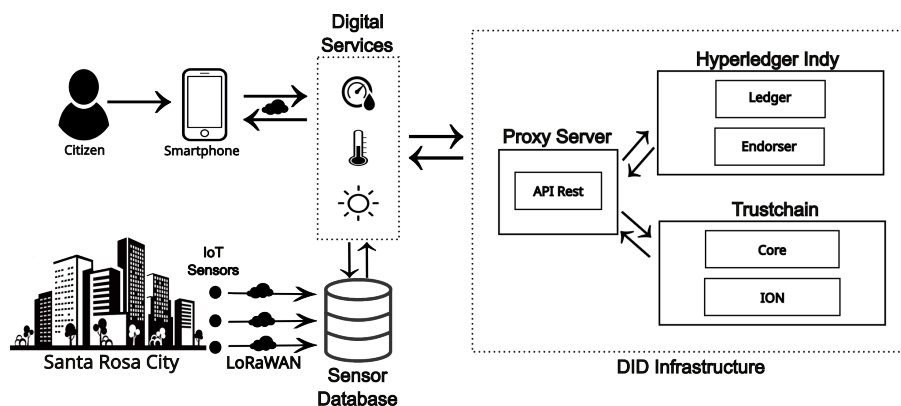 Digital
Services
Citizen
Smartphone
Hyperledger Indy
Ledger
Endorser
Proxy Server
API Rest
Trustchain
Core
ION
DID Infrastructure
IoT
Sensors
Santa Rosa City
LoRaWAN
Sensor
Database